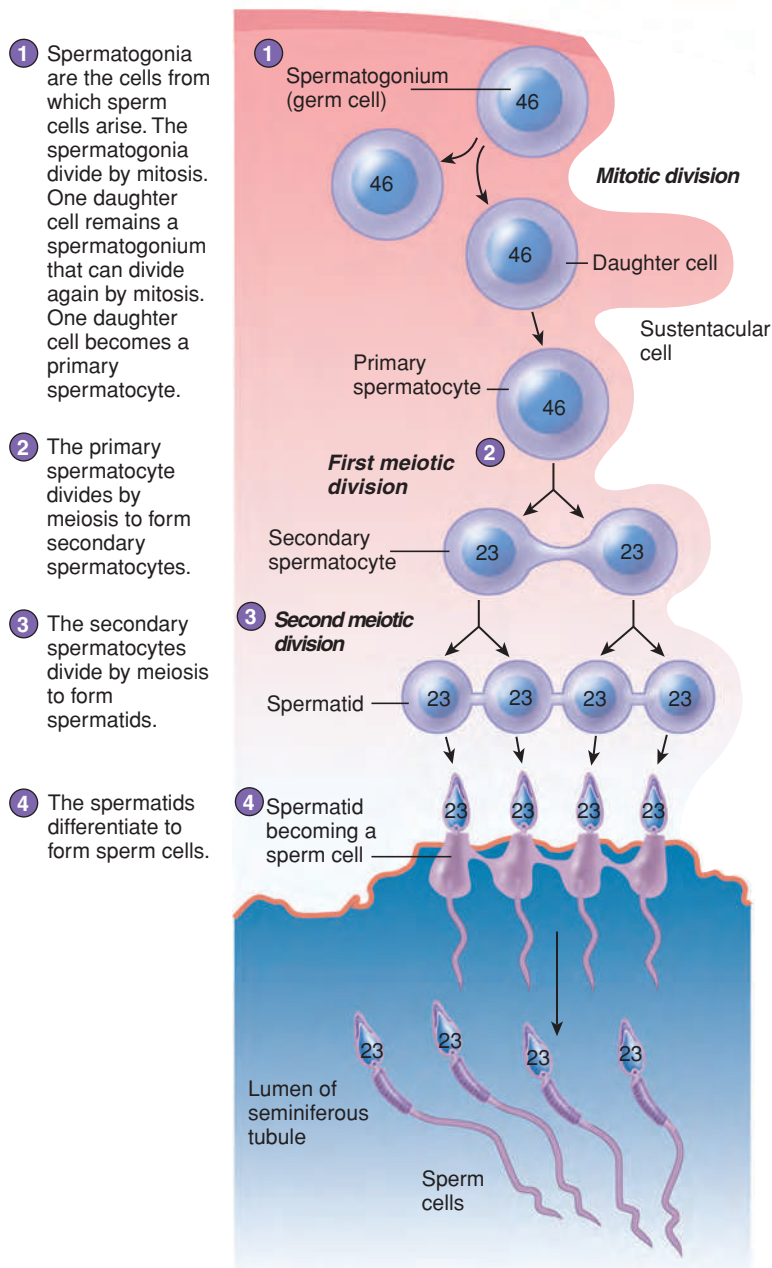 1 Spermatogonia
are the cells from
which sperm
cells arise. The
spermatogonia
divide by mitosis.
One daughter
cell remains a
spermatogonium
that can divide
again by mitosis.
One daughter
cell becomes a
primary
spermatocyte.
2 The primary
spermatocyte
divides by
meiosis to form
secondary
spermatocytes.
3 The secondary
spermatocytes
divide by meiosis
to form
spermatids.
4 The spermatids
differentiate to
form sperm cells.
1
Spermatogonium
(germ cell)
46
46
Mitotic division
46
Daughter cell
Sustentacular
cell
Primary
spermatocyte
46
2
First meiotic
division
Secondary
spermatocyte
23 23
3 Second meiotic
division
Spermatid
23 23 23 23
4 Spermatid
becoming a
sperm cell
23 23 23 23
23 23 23 23
Lumen of
seminiferous
tubule
Sperm
cells